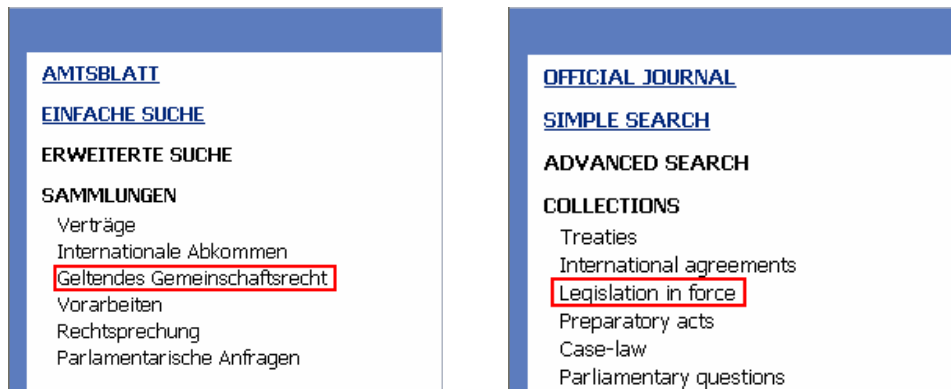 AMTSBLATT
EINFACHE SUCHE
ERWEITERTE SUCHE
SAMMLUNGEN
Verträge
Internationale Abkommen
Geltendes Gemeinschaftsrecht
Vorarbeiten
Rechtsprechung
Parlamentarische Anfragen
OFFICIAL JOURNAL
SIMPLE SEARCH
ADVANCED SEARCH
COLLECTIONS
Treaties
International agreements
Legislation in force
Preparatory acts
Case-law
Parliamentary questions